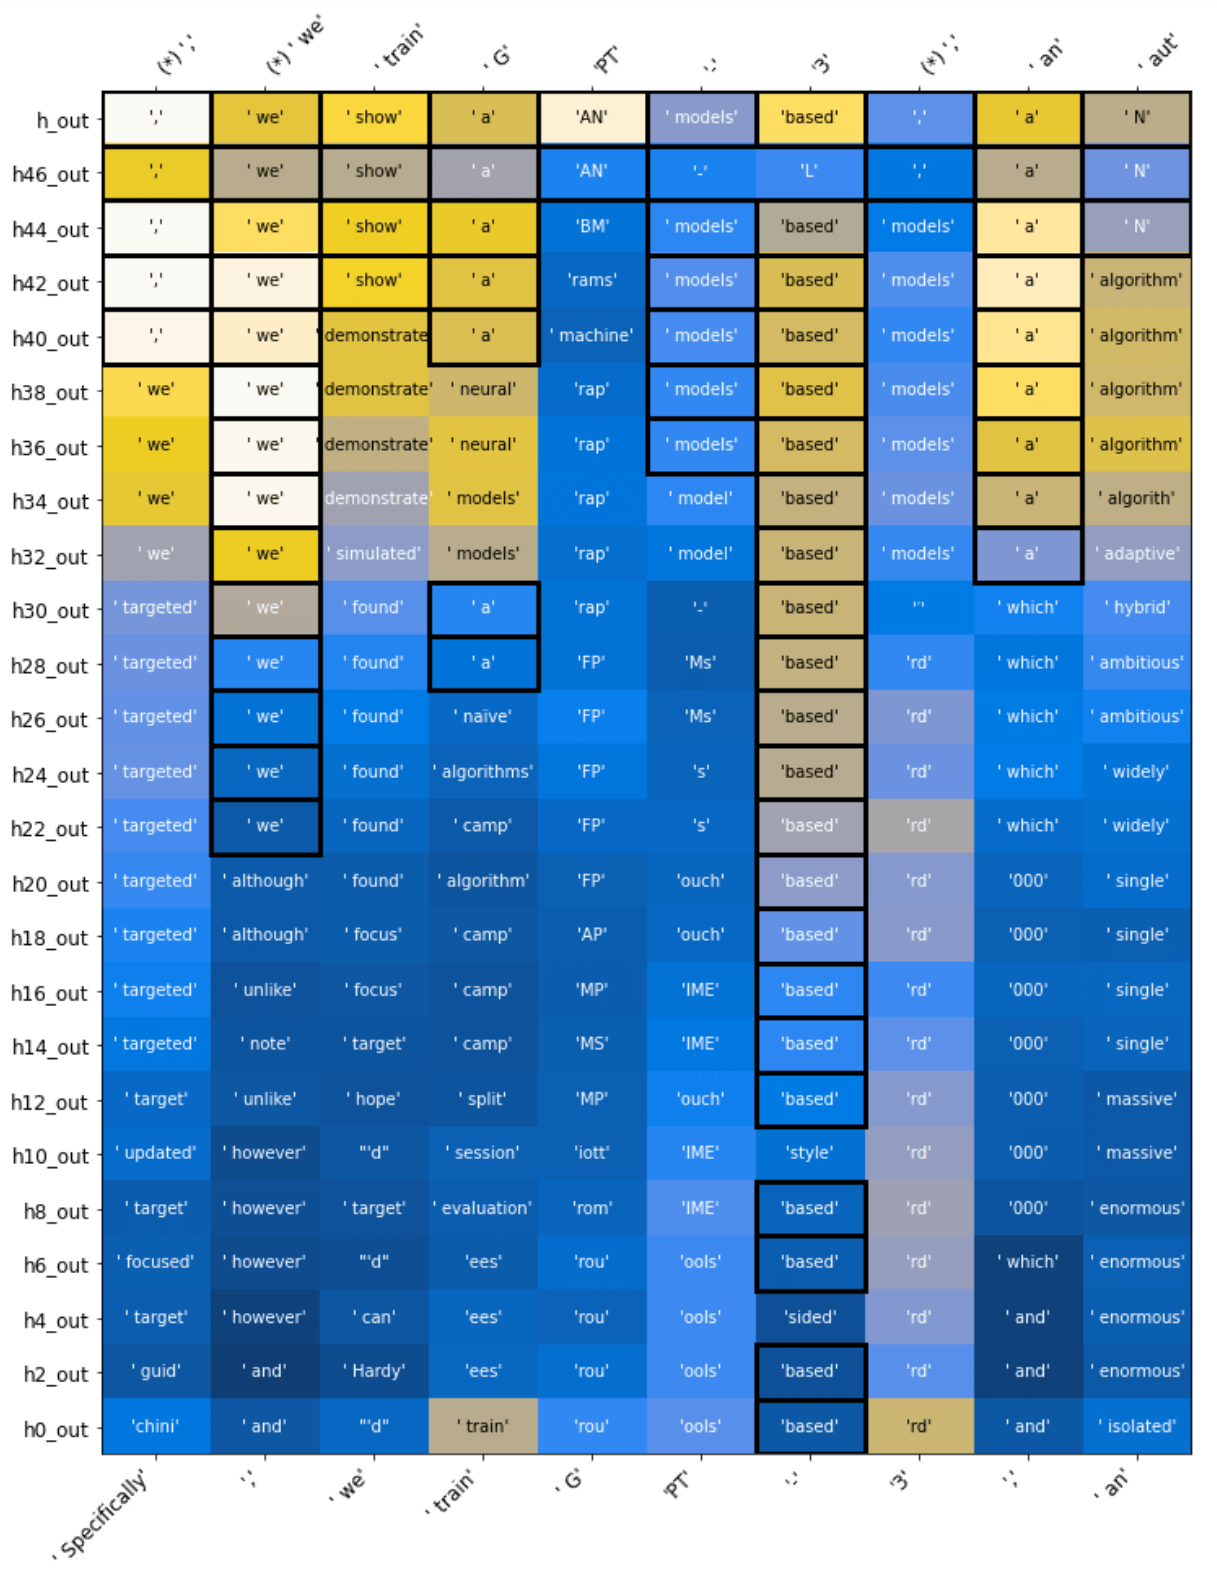 (*) ',' (*) ' we' ' train' ' G' 'PT' '-' '3' (*) ',' ' an' ' aut'
h_out ',' ' we' ' show' ' a' 'AN' ' models' 'based' ',' ' a' ' N'
h46_out ',' ' we' ' show' ' a' 'AN' '-' 'L' ',' ' a' ' N'
h44_out ',' ' we' ' show' ' a' 'BM' ' models' 'based' ' models' ' a' ' N'
h42_out ',' ' we' ' show' ' a' 'rams' ' models' 'based' ' models' ' a' ' algorithm'
h40_out ',' ' we' ' demonstrate' ' a' ' machine' ' models' 'based' ' models' ' a' ' algorithm'
h38_out ' we' ' we' ' demonstrate' ' neural' 'rap' ' models' 'based' ' models' ' a' ' algorithm'
h36_out ' we' ' we' ' demonstrate' ' neural' 'rap' ' models' 'based' ' models' ' a' ' algorithm'
h34_out ' we' ' we' ' demonstrate' ' models' 'rap' ' model' 'based' ' models' ' a' ' algorith'
h32_out ' we' ' we' ' simulated' ' models' 'rap' ' model' 'based' ' models' ' a' ' adaptive'
h30_out ' targeted' ' we' ' found' ' a' 'rap' '-' 'based' ' which' ' hybrid'
h28_out ' targeted' ' we' ' found' ' a' 'FP' 'Ms' 'based' 'rd' ' which' ' ambitious'
h26_out ' targeted' ' we' ' found' ' naïve' 'FP' 'Ms' 'based' 'rd' ' which' ' ambitious'
h24_out ' targeted' ' we' ' found' ' algorithms' 'FP' 's' 'based' 'rd' ' which' ' widely'
h22_out ' targeted' ' we' ' found' ' camp' 'FP' 's' 'based' 'rd' ' which' ' widely'
h20_out ' targeted' ' although' ' found' ' algorithm' 'FP' 'ouch' 'based' 'rd' '000' ' single'
h18_out ' targeted' ' although' ' focus' ' camp' 'AP' 'ouch' 'based' 'rd' '000' ' single'
h16_out ' targeted' ' unlike' ' focus' ' camp' 'MP' 'IME' 'based' 'rd' '000' ' single'
h14_out ' targeted' ' note' ' target' ' camp' 'MS' 'IME' 'based' 'rd' '000' ' single'
h12_out ' target' ' unlike' ' hope' ' split' 'MP' 'ouch' 'based' 'rd' '000' ' massive'
h10_out ' updated' ' however' "'d" ' session' 'iott' 'IME' 'style' 'rd' '000' ' massive'
h8_out ' target' ' however' ' target' ' evaluation' 'rom' 'IME' 'based' 'rd' '000' ' enormous'
h6_out ' focused' ' however' "'d" 'ees' 'rou' 'ools' 'based' 'rd' ' which' ' enormous'
h4_out ' target' ' however' ' can' 'ees' 'rou' 'ools' 'sided' 'rd' ' and' ' enormous'
h2_out ' guid' ' and' ' Hardy' 'ees' 'rou' 'ools' 'based' 'rd' ' and' ' enormous'
h0_out 'chini' ' and' "'d" ' train' 'rou' 'ools' 'based' 'rd' ' and' ' isolated'
' Specifically' ',' ' we' ' train' ' G' 'PT' '-' '3' ',' ' an'